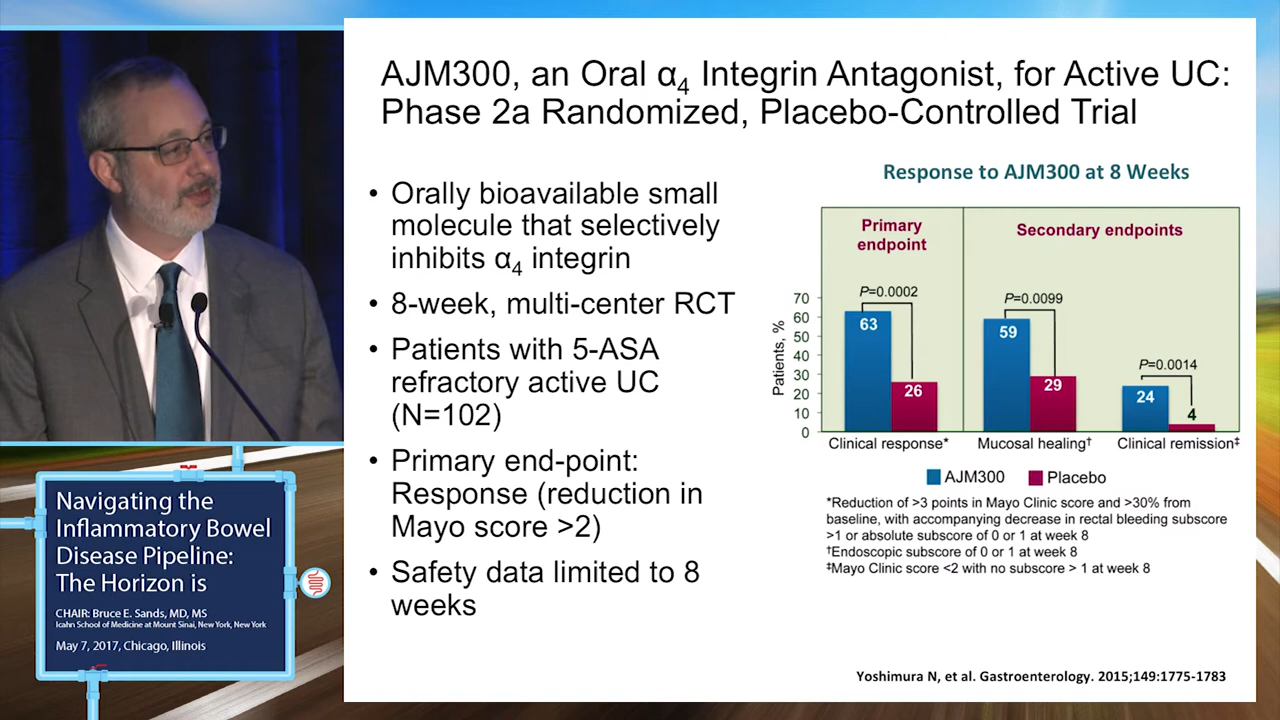 AJM300, an Oral α4 Integrin Antagonist, for Active UC:
Phase 2a Randomized, Placebo-Controlled Trial
• Orally bioavailable small
molecule that selectively
inhibits α4 integrin
• 8-week, multi-center RCT
• Patients with 5-ASA
refractory active UC
(N=102)
• Primary end-point:
Response (reduction in
Mayo score >2)
• Safety data limited to 8
weeks
Response to AJM300 at 8 Weeks
Primary
endpoint
Secondary endpoints
Patients, %
70
60
50
40
30
20
10
0
P=0.0002
63
26
P=0.0099
59
29
P=0.0014
24
4
Clinical response*
Mucosal healing†
Clinical remission‡
AJM300
Placebo
*Reduction of >3 points in Mayo Clinic score and >30% from
baseline, with accompanying decrease in rectal bleeding subscore
>1 or absolute subscore of 0 or 1 at week 8
†Endoscopic subscore of 0 or 1 at week 8
‡Mayo Clinic score <2 with no subscore > 1 at week 8
Yoshimura N, et al. Gastroenterology. 2015;149:1775-1783
Navigating the
Inflammatory Bowel
Disease Pipeline:
The Horizon is
CHAIR: Bruce E. Sands, MD, MS
Icahn School of Medicine at Mount Sinai, New York, New York
May 7, 2017, Chicago, Illinois